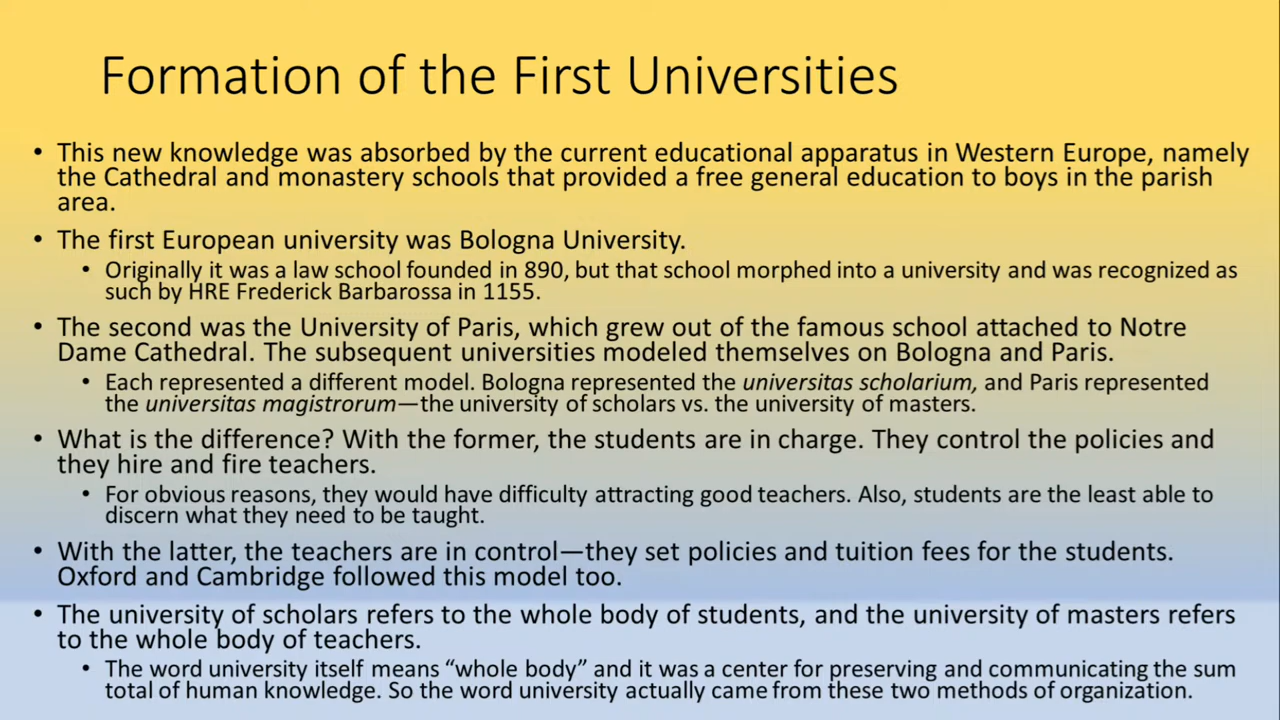 Formation of the First Universities
• This new knowledge was absorbed by the current educational apparatus in Western Europe, namely
the Cathedral and monastery schools that provided a free general education to boys in the parish
area.
• The first European university was Bologna University.
• Originally it was a law school founded in 890, but that school morphed into a university and was recognized as
such by HRE Frederick Barbarossa in 1155.
• The second was the University of Paris, which grew out of the famous school attached to Notre
Dame Cathedral. The subsequent universities modeled themselves on Bologna and Paris.
• Each represented a different model. Bologna represented the universitas scholarium, and Paris represented
the universitas magistrorum—the university of scholars vs. the university of masters.
• What is the difference? With the former, the students are in charge. They control the policies and
they hire and fire teachers.
• For obvious reasons, they would have difficulty attracting good teachers. Also, students are the least able to
discern what they need to be taught.
• With the latter, the teachers are in control—they set policies and tuition fees for the students.
Oxford and Cambridge followed this model too.
• The university of scholars refers to the whole body of students, and the university of masters refers
to the whole body of teachers.
• The word university itself means “whole body” and it was a center for preserving and communicating the sum
total of human knowledge. So the word university actually came from these two methods of organization.